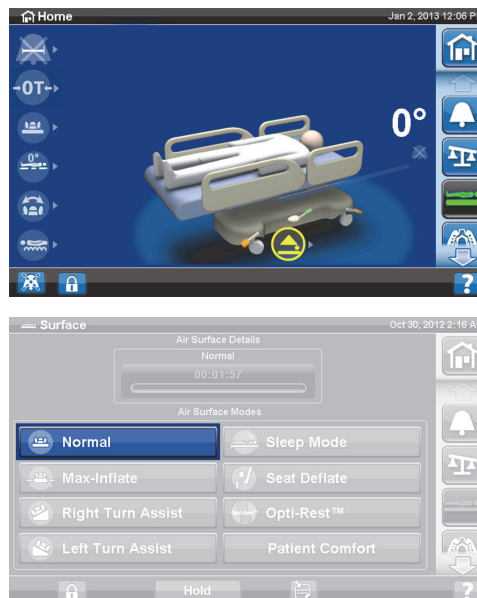 Home
Jan 2, 2013 12:06 P
0T
0°
0°
?
Surface
Oct 30, 2012 2:16 A
Air Surface Details
Normal
00:01:57
Air Surface Modes
Normal
Sleep Mode
Max-Inflate
Seat Deflate
Right Turn Assist
Opti-Rest™
Left Turn Assist
Patient Comfort
Hold
?